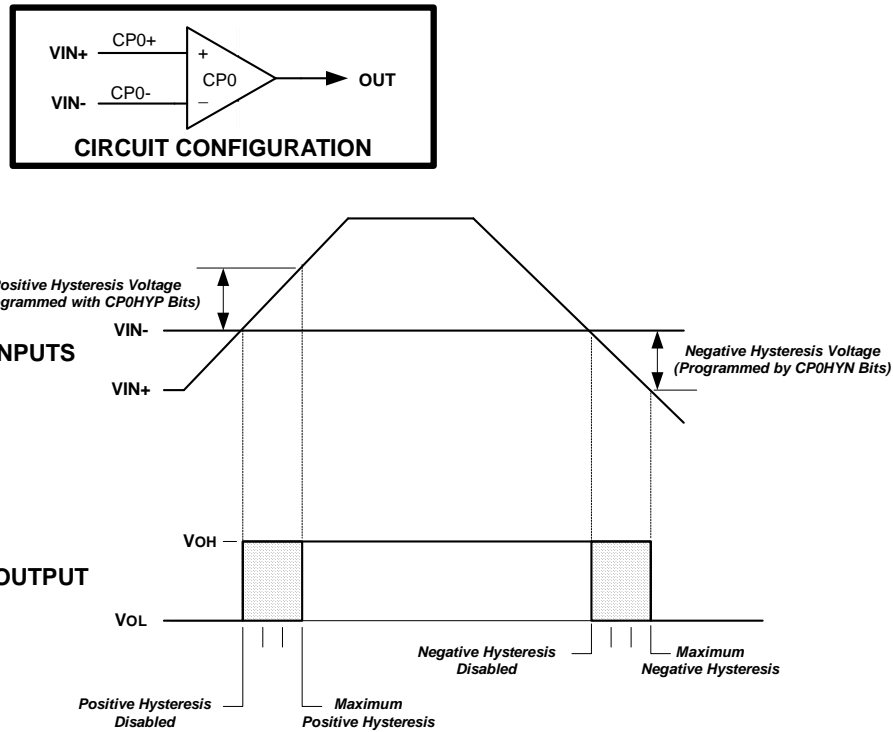 VIN+
CP0+
+
CP0
OUT
VIN-
CP0-
_
CIRCUIT CONFIGURATION
Positive Hysteresis Voltage
grammed with CP0HYP Bits)
VIN-
NPUTS
Negative Hysteresis Voltage
(Programmed by CP0HYN Bits)
VIN+
VOH
OUTPUT
VOL
Negative Hysteresis
Disabled
Maximum
Negative Hysteresis
Positive Hysteresis
Disabled
Maximum
Positive Hysteresis